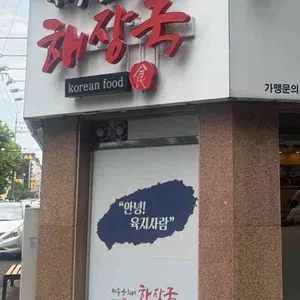 해장국
korean food
食
가맹문의
“안녕!
육지사람”
해장국